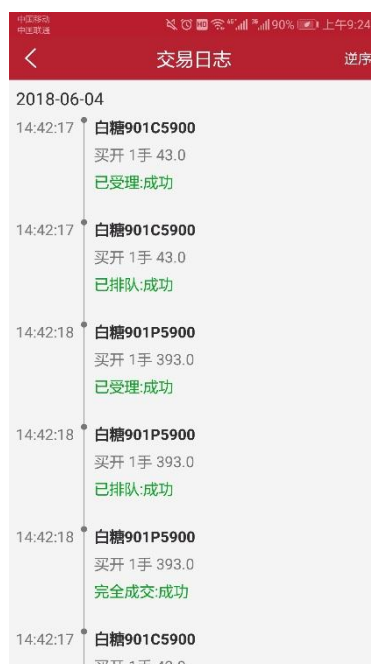 中国移动
中国联通
HD 46 36 90% 上午9:24
交易日志 逆序
2018-06-04
14:42:17 白糖901C5900
买开 1手 43.0
已受理:成功
14:42:17 白糖901C5900
买开 1手 43.0
已排队:成功
14:42:18 白糖901P5900
买开 1手 393.0
已受理:成功
14:42:18 白糖901P5900
买开 1手 393.0
已排队:成功
14:42:18 白糖901P5900
买开 1手 393.0
完全成交:成功
14:42:17 白糖901C5900